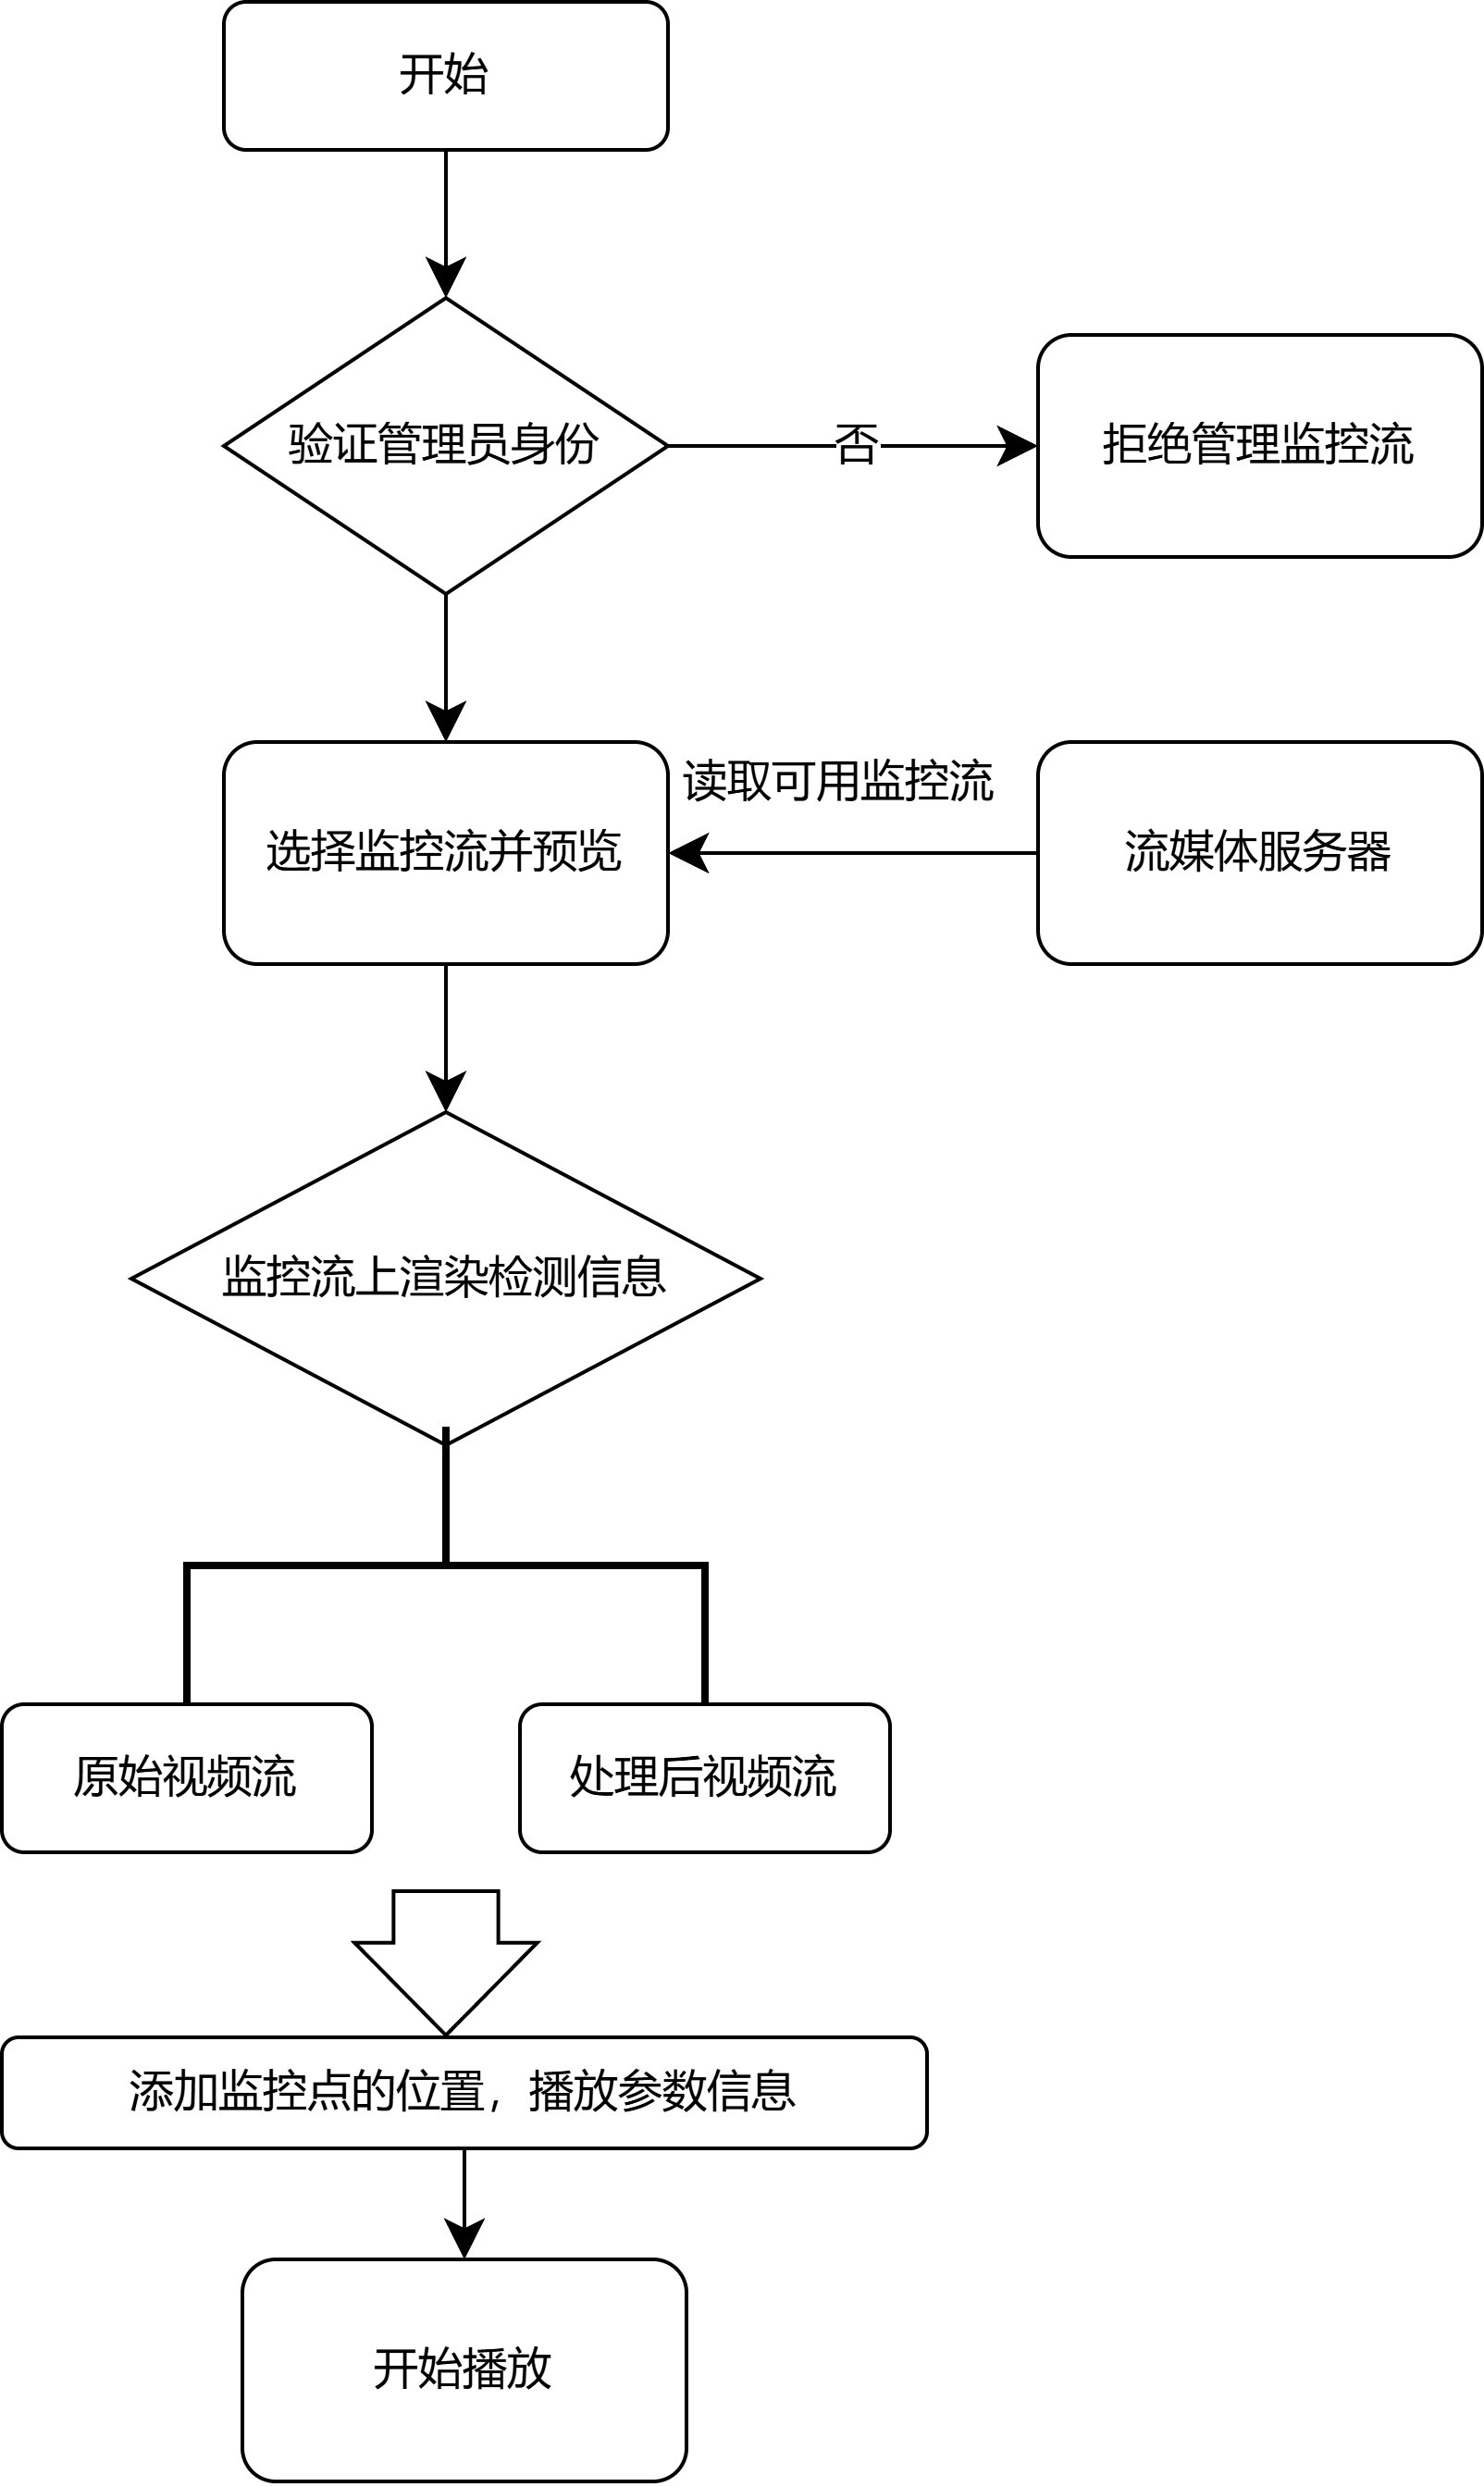 开始
验证管理员身份
否
拒绝管理监控流
读取可用监控流
选择监控流并预览
流媒体服务器
监控流上渲染检测信息
原始视频流
处理后视频流
添加监控点的位置，播放参数信息
开始播放